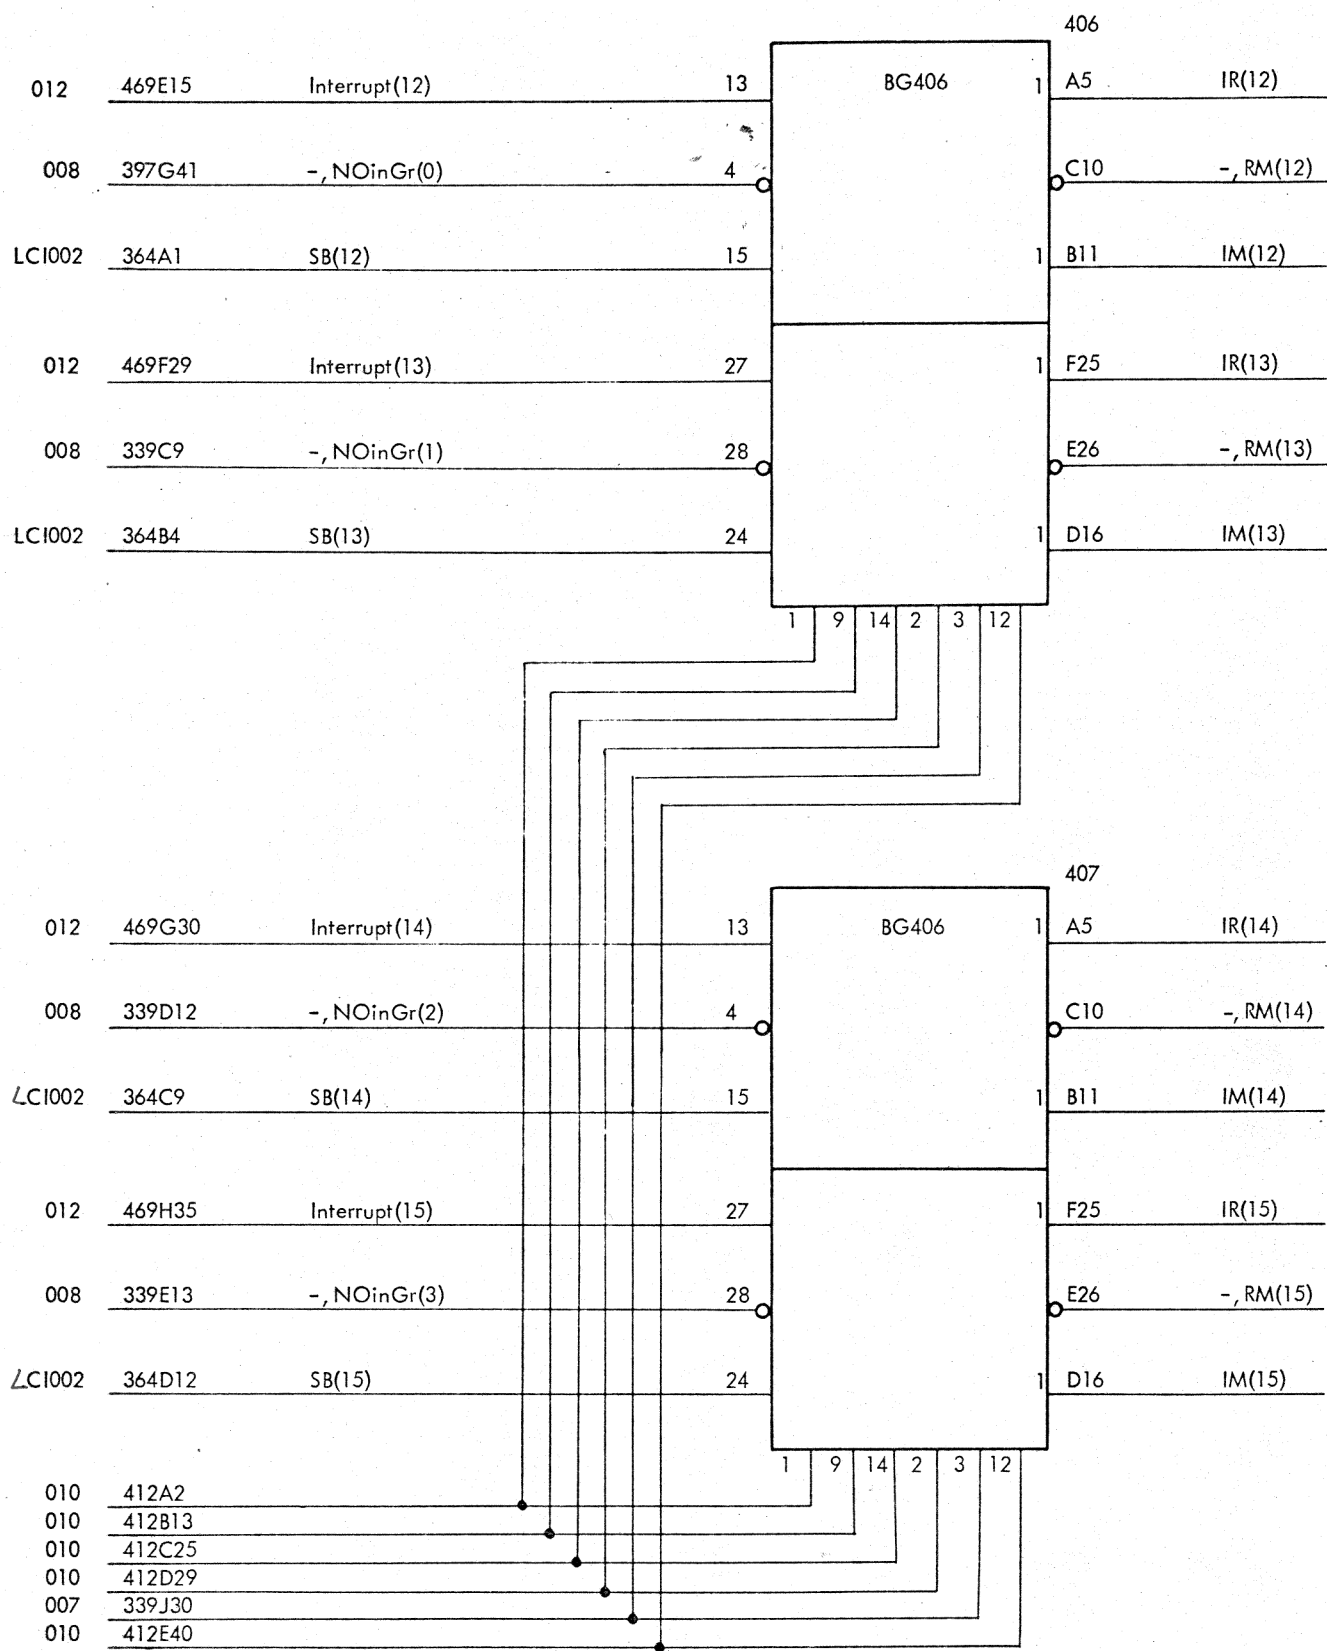 406
012 469E15 Interrupt(12) 13 BG406 1 A5 IR(12)
008 397G41 -, NOinGr(0) 4 C10 -, RM(12)
LCI002 364A1 SB(12) 15 1 B11 IM(12)
012 469F29 Interrupt(13) 27 1 F25 IR(13)
008 339C9 -, NOinGr(1) 28 E26 -, RM(13)
LCI002 364B4 SB(13) 24 1 D16 IM(13)
1 9 14 2 3 12
407
012 469G30 Interrupt(14) 13 BG406 1 A5 IR(14)
008 339D12 -, NOinGr(2) 4 C10 -, RM(14)
LCI002 364C9 SB(14) 15 1 B11 IM(14)
012 469H35 Interrupt(15) 27 1 F25 IR(15)
008 339E13 -, NOinGr(3) 28 E26 -, RM(15)
LCI002 364D12 SB(15) 24 1 D16 IM(15)
1 9 14 2 3 12
010 412A2
010 412B13
010 412C25
010 412D29
007 339J30
010 412E40